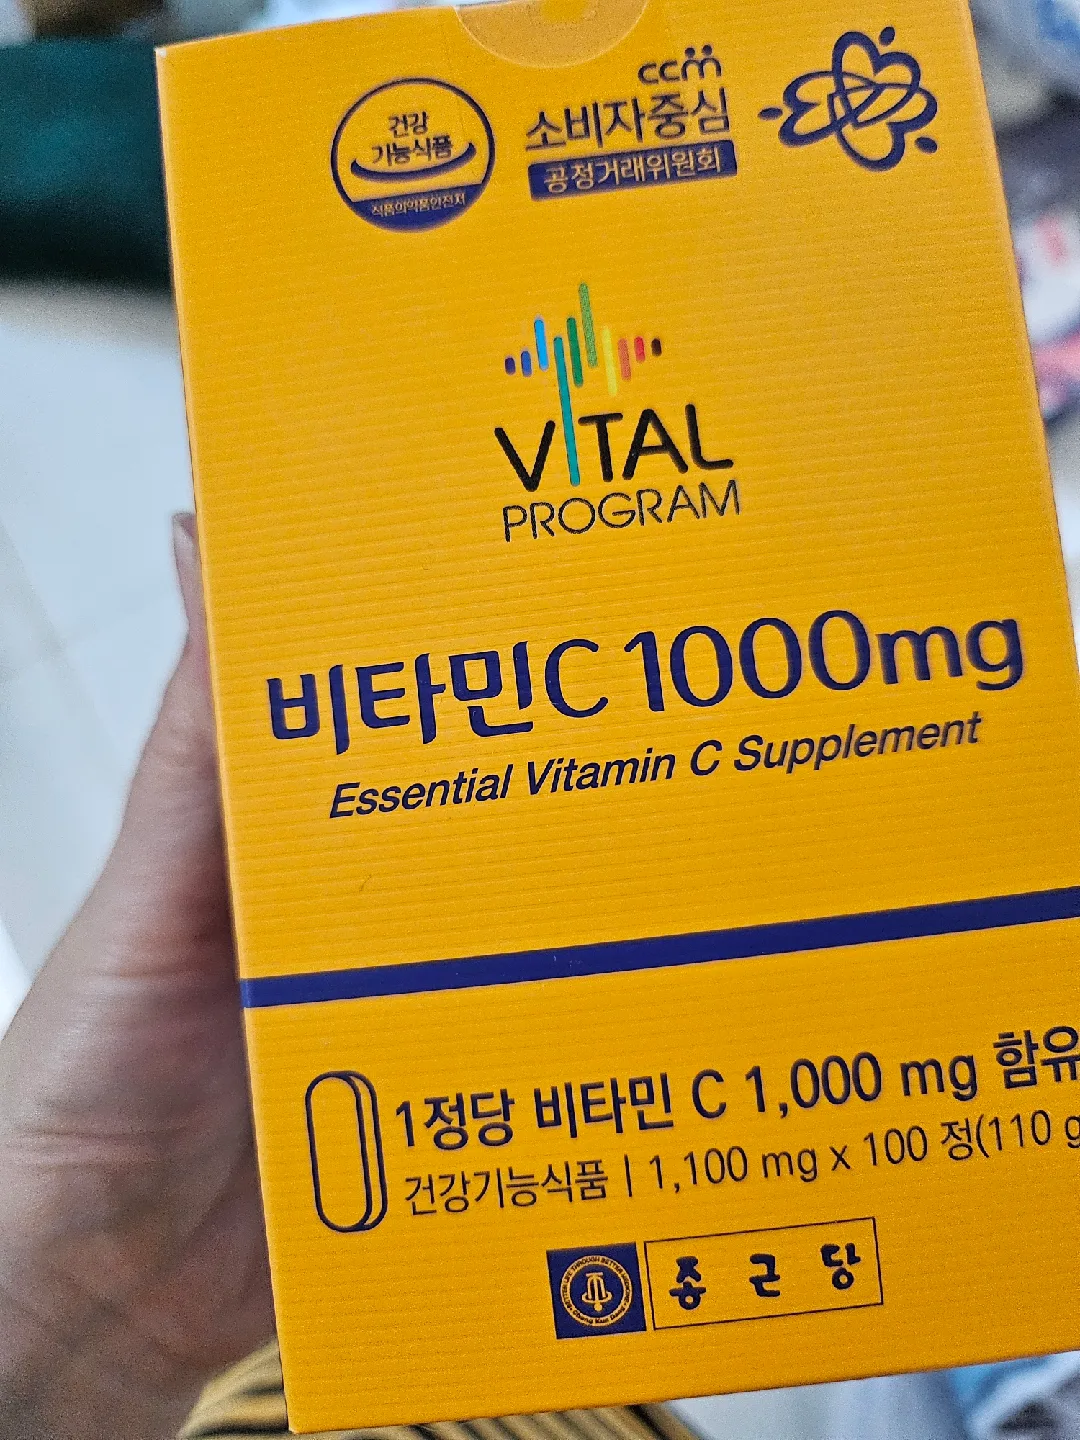 건강
기능식품
식품의약품안전처
ccm
소비자중심
공정거래위원회
VITAL
PROGRAM
비타민C 1000mg
Essential Vitamin C Supplement
1정당 비타민 C 1,000 mg 함유
건강기능식품 | 1,100 mg x 100 정(110 g
종근당